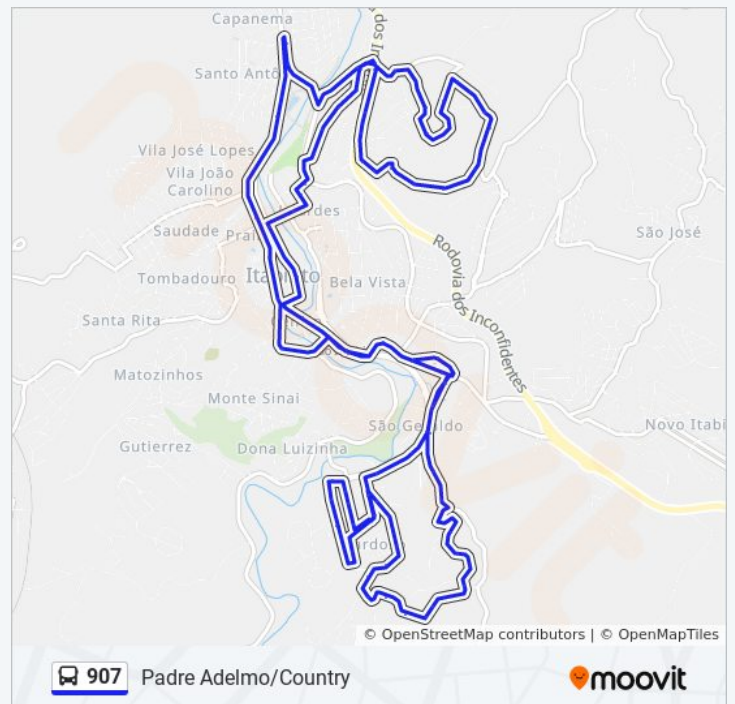 Capanema
Santo Antô
Vila José Lopes
Vila João
Carolino
Saudade
São José
Tombadouro
Bela Vista
Santa Rita
Rodovia dos Inconfidentes
Matozinhos
Monte Sinai
São Geraldo
Novo Itabi
Gutierrez
Dona Luizinha
© OpenStreetMap contributors | © OpenMapTiles
907
Padre Adelmo/Country
moovit